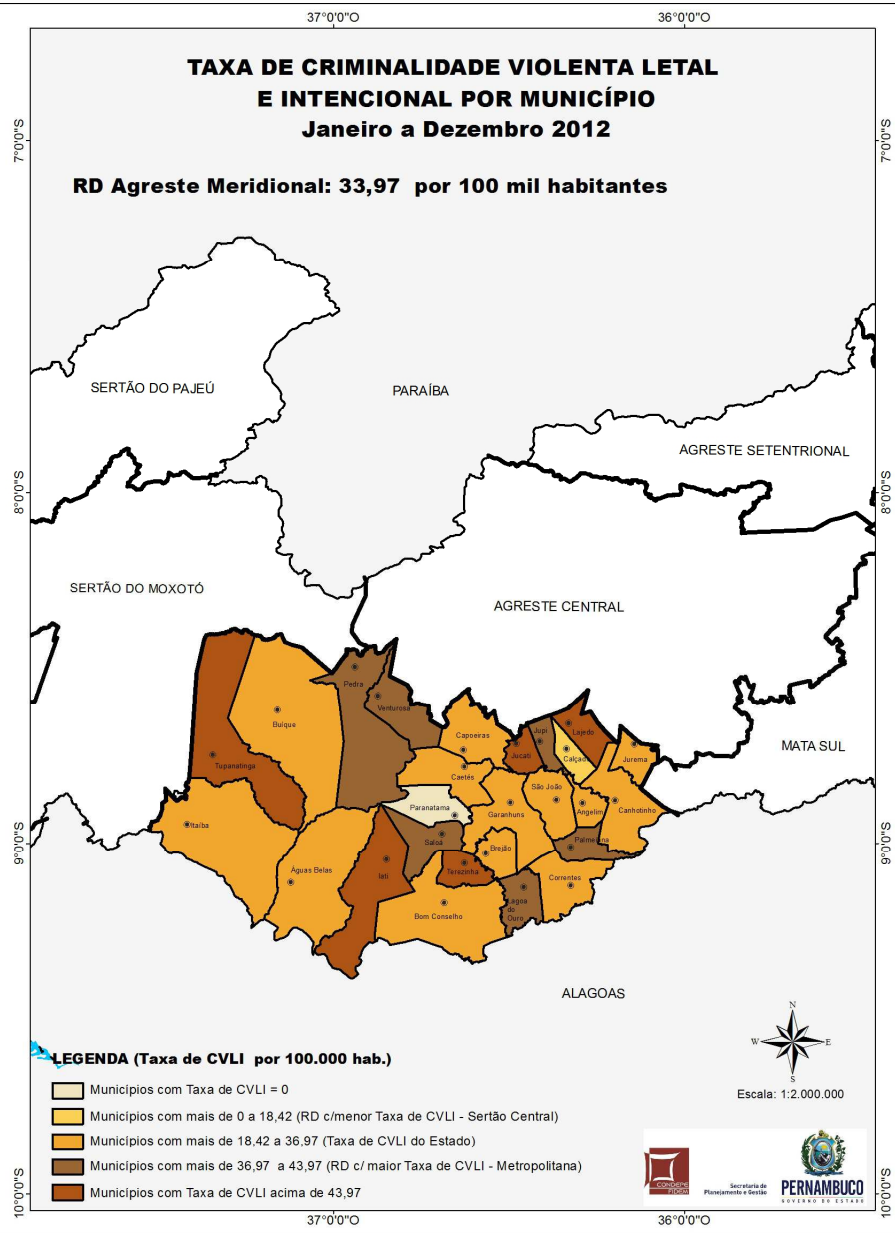 37°0'0"O
36°0'0"O
TAXA DE CRIMINALIDADE VIOLENTA LETAL
E INTENCIONAL POR MUNICÍPIO
Janeiro a Dezembro 2012
7°0'0"S
7°0'0"S
RD Agreste Meridional: 33,97 por 100 mil habitantes
SERTÃO DO PAJEÚ
PARAÍBA
AGRESTE SETENTRIONAL
8°0'0"S
8°0'0"S
SERTÃO DO MOXOTÓ
AGRESTE CENTRAL
Pedra
Venturosa
Buíque
Capoeiras
Jupi
Lajedo
MATA SUL
Jucati
Calçado
Jurema
Tupanatinga
Caetés
São João
Paranatama
Garanhuns
Angelim
Canhotinho
Itaíba
Saloá
Palmeirina
9°0'0"S
9°0'0"S
Brejão
Águas Belas
Iati
Terezinha
Correntes
Lagoa
do
Ouro
Bom Conselho
ALAGOAS
N
W
E
S
LEGENDA (Taxa de CVLI por 100.000 hab.)
Municípios com Taxa de CVLI = 0
Municípios com mais de 0 a 18,42 (RD c/menor Taxa de CVLI - Sertão Central)
Municípios com mais de 18,42 a 36,97 (Taxa de CVLI do Estado)
Municípios com mais de 36,97 a 43,97 (RD c/ maior Taxa de CVLI - Metropolitana)
Municípios com Taxa de CVLI acima de 43,97
Escala: 1:2.000.000
CONDEPE
FIDEM
Secretaria de
Planejamento e Gestão
PERNAMBUCO
GOVERNO DO ESTADO
10°0'0"S
10°0'0"S
37°0'0"O
36°0'0"O